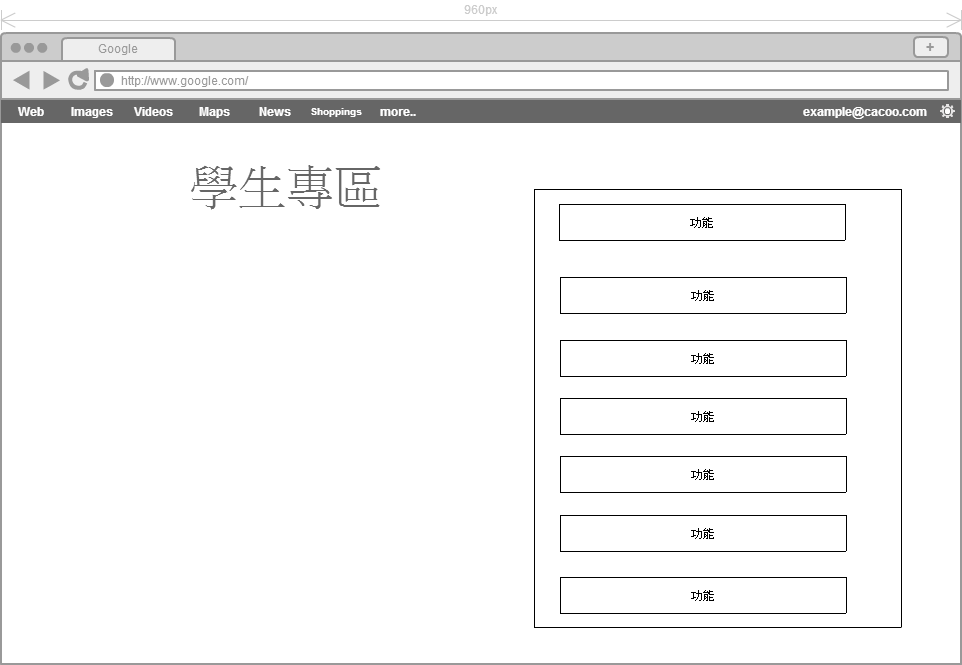 960px
Google
+
http://www.google.com/
Web Images Videos Maps News Shoppings more.. example@cacoo.com
學生專區
功能
功能
功能
功能
功能
功能
功能